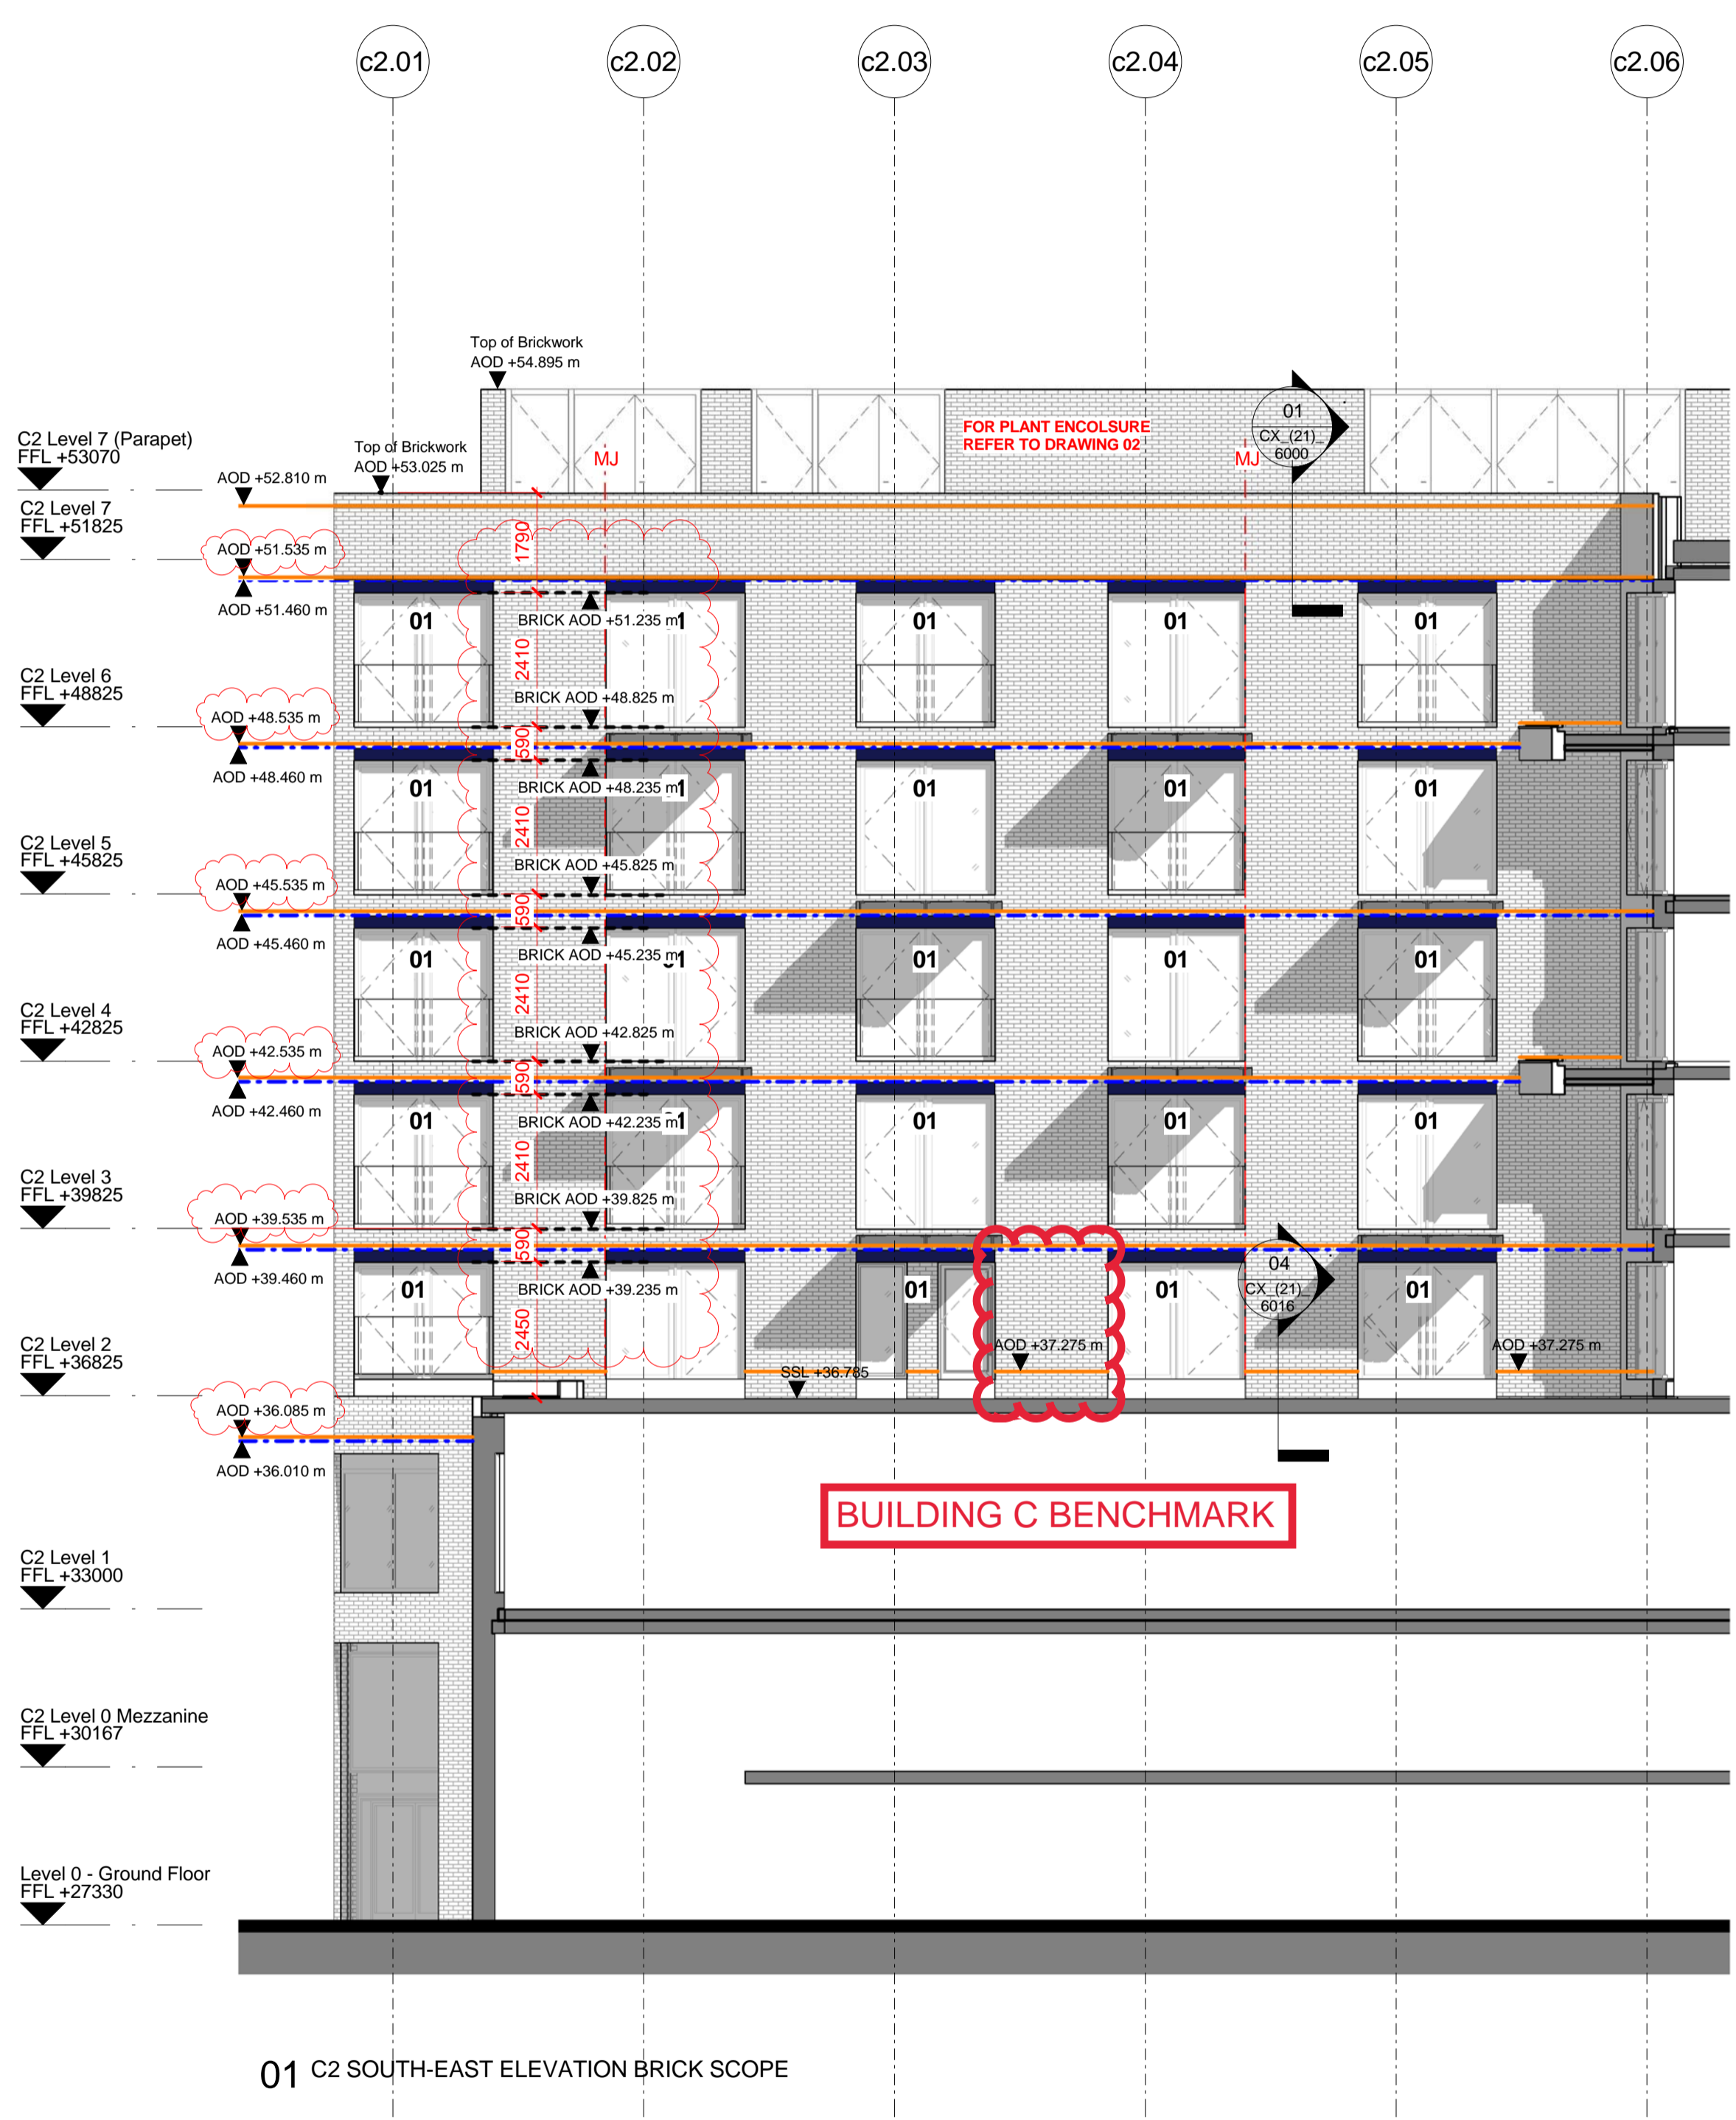 c2.01
c2.02
c2.03
c2.04
c2.05
c2.06
Top of Brickwork
AOD +54.895 m
01
CX_(21)_
6000
FOR PLANT ENCOLSURE
REFER TO DRAWING 02
C2 Level 7 (Parapet)
FFL +53070
Top of Brickwork
AOD +53.025 m
MJ
MJ
AOD +52.810 m
C2 Level 7
FFL +51825
1790
AOD +51.535 m
AOD +51.460 m
01
BRICK AOD +51.235 m
1
01
01
01
2410
C2 Level 6
FFL +48825
BRICK AOD +48.825 m
AOD +48.535 m
590
AOD +48.460 m
01
BRICK AOD +48.235 m
1
01
01
01
2410
C2 Level 5
FFL +45825
BRICK AOD +45.825 m
AOD +45.535 m
590
AOD +45.460 m
01
BRICK AOD +45.235 m
01
01
01
01
2410
C2 Level 4
FFL +42825
BRICK AOD +42.825 m
AOD +42.535 m
590
AOD +42.460 m
01
BRICK AOD +42.235 m
1
01
01
01
2410
C2 Level 3
FFL +39825
BRICK AOD +39.825 m
AOD +39.535 m
590
AOD +39.460 m
01
BRICK AOD +39.235 m
01
01
04
CX_(21)_
6016
01
2450
C2 Level 2
FFL +36825
SSL +36.785
AOD +37.275 m
AOD +37.275 m
AOD +36.085 m
AOD +36.010 m
BUILDING C BENCHMARK
C2 Level 1
FFL +33000
C2 Level 0 Mezzanine
FFL +30167
Level 0 - Ground Floor
FFL +27330
01 C2 SOUTH-EAST ELEVATION BRICK SCOPE